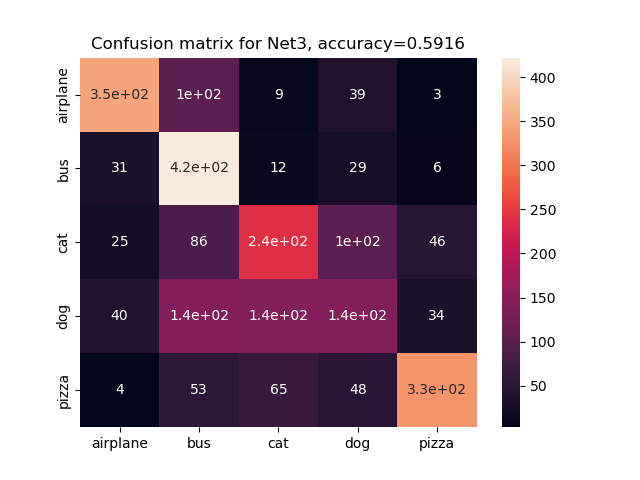 Confusion matrix for Net3, accuracy=0.5916
airplane 3.5e+02 1e+02 9 39 3
bus 31 4.2e+02 12 29 6
cat 25 86 2.4e+02 1e+02 46
dog 40 1.4e+02 1.4e+02 1.4e+02 34
pizza 4 53 65 48 3.3e+02
airplane bus cat dog pizza
400
350
300
250
200
150
100
50